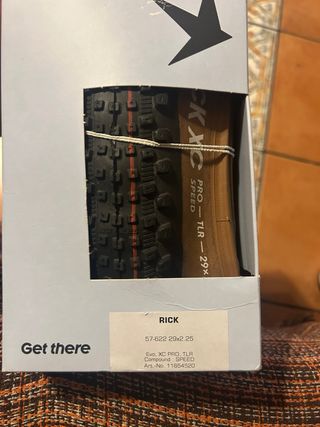 CK XC
PRO — TLR — 29×
SPEED
RICK
57-622 29x2.25
Evo, XC PRO, TLR
Compound SPEED
Art.-No. 11654520
Get there